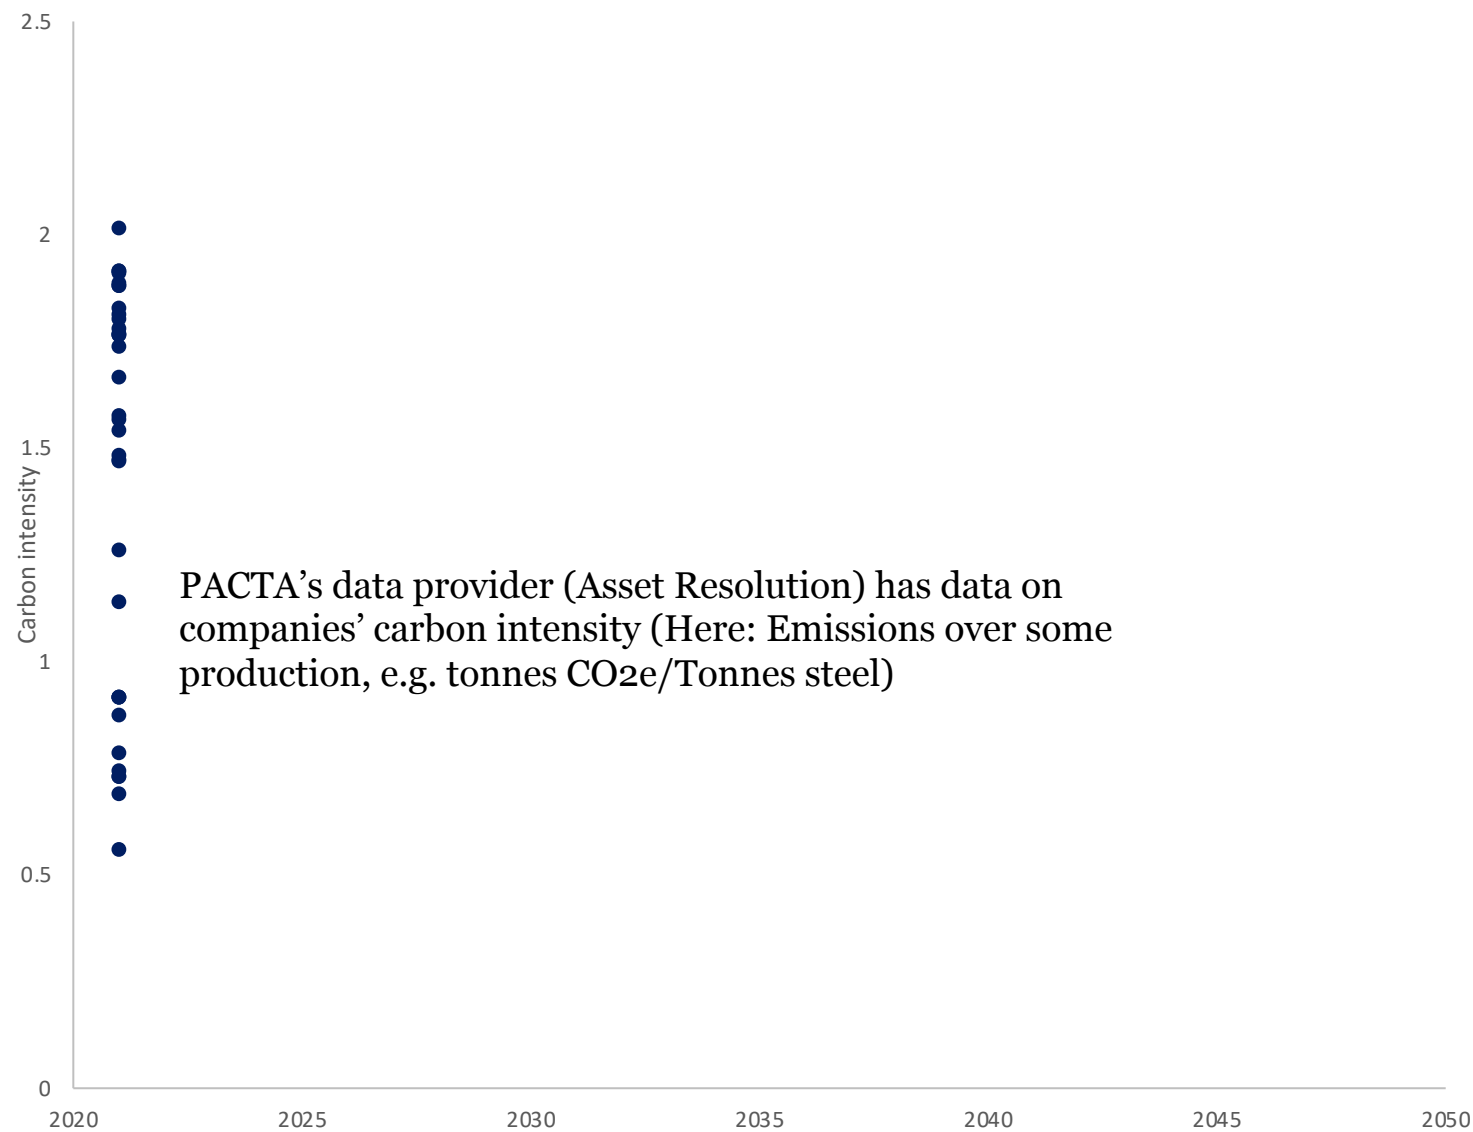 2.5
2
1.5
1
0.5
0
Carbon intensity
PACTA’s data provider (Asset Resolution) has data on
companies’ carbon intensity (Here: Emissions over some
production, e.g. tonnes CO2e/Tonnes steel)
2020 2025 2030 2035 2040 2045 2050